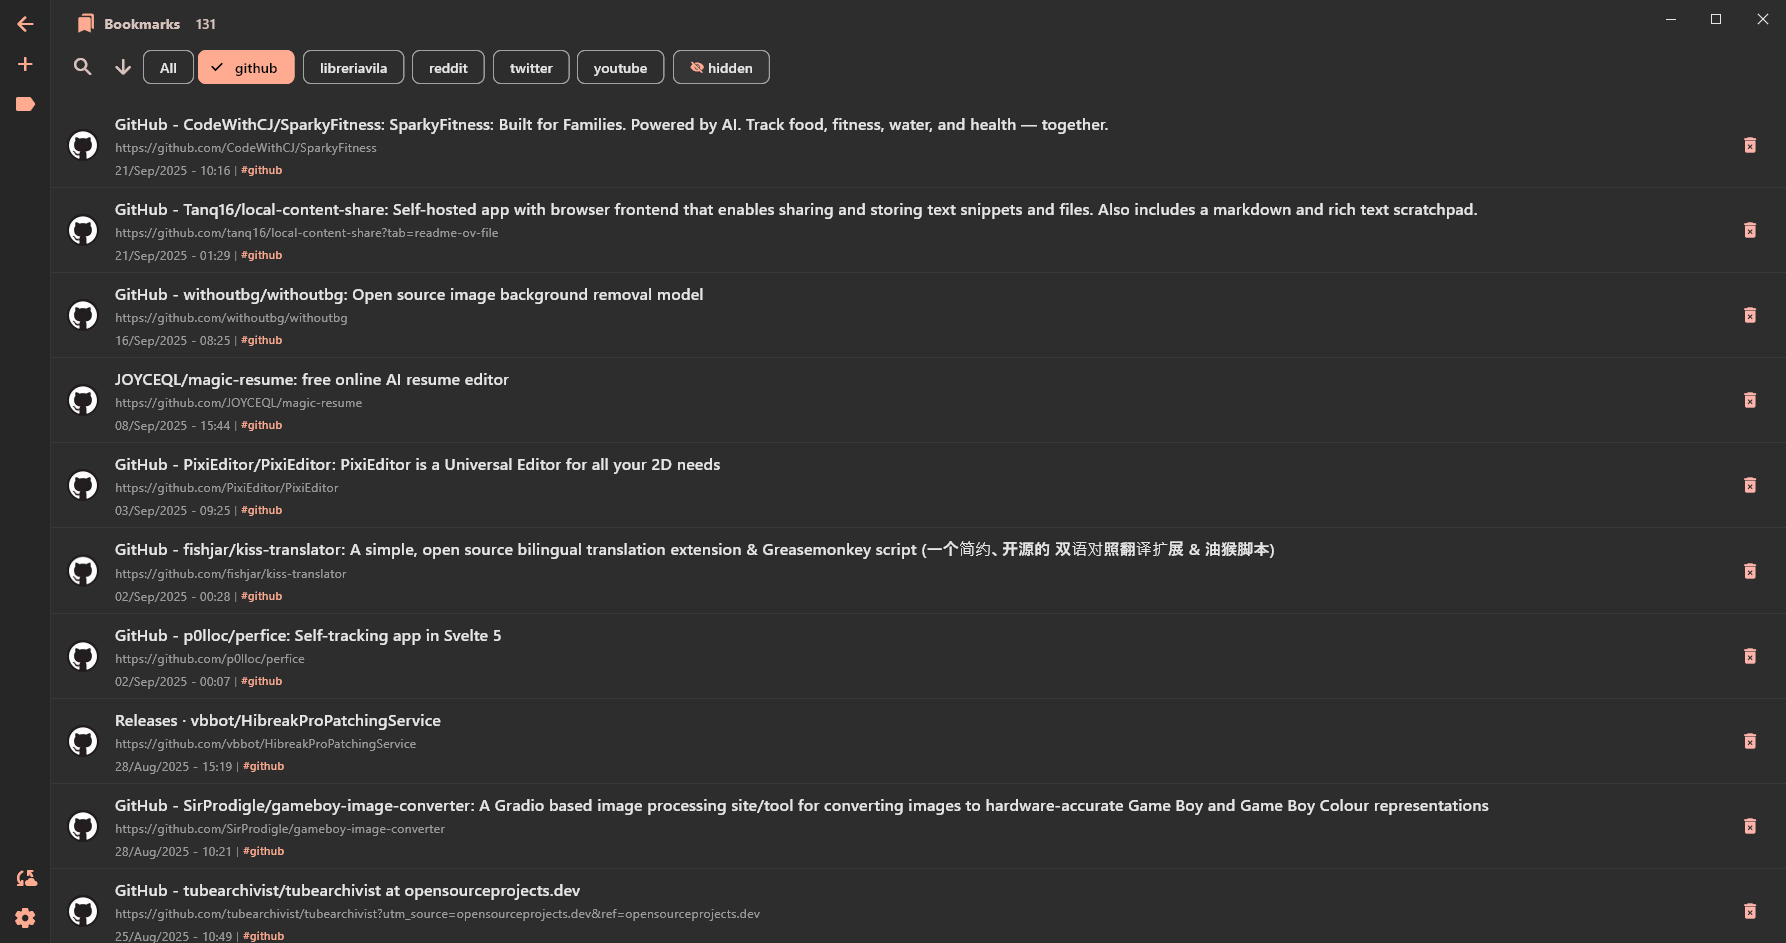 Bookmarks 131
All github libreriavila reddit twitter youtube hidden
GitHub - CodeWithCJ/SparkyFitness: SparkyFitness: Built for Families. Powered by AI. Track food, fitness, water, and health — together.
https://github.com/CodeWithCJ/SparkyFitness
21/Sep/2025 - 10:16 | #github
GitHub - Tanq16/local-content-share: Self-hosted app with browser frontend that enables sharing and storing text snippets and files. Also includes a markdown and rich text scratchpad.
https://github.com/tanq16/local-content-share?tab=readme-ov-file
21/Sep/2025 - 01:29 | #github
GitHub - withoutbg/withoutbg: Open source image background removal model
https://github.com/withoutbg/withoutbg
16/Sep/2025 - 08:25 | #github
JOYCEQL/magic-resume: free online AI resume editor
https://github.com/JOYCEQL/magic-resume
08/Sep/2025 - 15:44 | #github
GitHub - PixiEditor/PixiEditor: PixiEditor is a Universal Editor for all your 2D needs
https://github.com/PixiEditor/PixiEditor
03/Sep/2025 - 09:25 | #github
GitHub - fishjar/kiss-translator: A simple, open source bilingual translation extension & Greasemonkey script (一个简约、开源的 双语对照翻译扩展 & 油猴脚本)
https://github.com/fishjar/kiss-translator
02/Sep/2025 - 00:28 | #github
GitHub - p0lloc/perfice: Self-tracking app in Svelte 5
https://github.com/p0lloc/perfice
02/Sep/2025 - 00:07 | #github
Releases · vbbot/HibreakProPatchingService
https://github.com/vbbot/HibreakProPatchingService
28/Aug/2025 - 15:19 | #github
GitHub - SirProdigle/gameboy-image-converter: A Gradio based image processing site/tool for converting images to hardware-accurate Game Boy and Game Boy Colour representations
https://github.com/SirProdigle/gameboy-image-converter
28/Aug/2025 - 10:21 | #github
GitHub - tubearchivist/tubearchivist at opensourceprojects.dev
https://github.com/tubearchivist/tubearchivist?utm_source=opensourceprojects.dev&ref=opensourceprojects.dev
25/Aug/2025 - 10:49 | #github